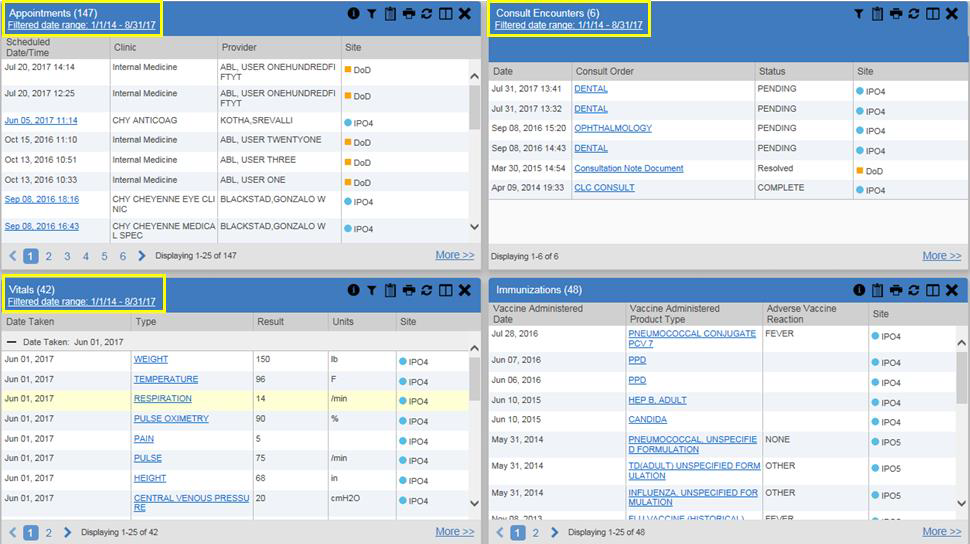 Appointments (147)
Filtered date range: 1/1/14 - 8/31/17
Scheduled Date/Time Clinic Provider Site
Jul 20, 2017 14:14 Internal Medicine ABL, USER ONEHUNDREDFI FTYT DoD
Jul 20, 2017 12:25 Internal Medicine ABL, USER ONEHUNDREDFI FTYT DoD
Jun 05, 2017 11:14 CHY ANTICOAG KOTHA,SREVALLI IPO4
Oct 15, 2016 11:10 Internal Medicine ABL, USER TWENTYONE DoD
Oct 13, 2016 10:51 Internal Medicine ABL, USER THREE DoD
Oct 13, 2016 10:33 Internal Medicine ABL, USER ONE DoD
Sep 08, 2016 18:16 CHY CHEYENNE EYE CLI NIC BLACKSTAD,GONZALO W IPO4
Sep 08, 2016 16:43 CHY CHEYENNE MEDICA L SPEC BLACKSTAD,GONZALO W IPO4
1 2 3 4 5 6 Displaying 1-25 of 147 More >>
Consult Encounters (6)
Filtered date range: 1/1/14 - 8/31/17
Date Consult Order Status Site
Jul 31, 2017 13:41 DENTAL PENDING IPO4
Jul 31, 2017 13:32 DENTAL PENDING IPO4
Sep 08, 2016 15:20 OPHTHALMOLOGY PENDING IPO4
Sep 08, 2016 14:43 DENTAL PENDING IPO4
Mar 30, 2015 14:54 Consultation Note Document Resolved DoD
Apr 09, 2014 19:33 CLC CONSULT COMPLETE IPO4
Displaying 1-6 of 6 More >>
Vitals (42)
Filtered date range: 1/1/14 - 8/31/17
Date Taken Type Result Units Site
Date Taken: Jun 01, 2017
Jun 01, 2017 WEIGHT 150 lb IPO4
Jun 01, 2017 TEMPERATURE 96 F IPO4
Jun 01, 2017 RESPIRATION 14 /min IPO4
Jun 01, 2017 PULSE OXIMETRY 90 % IPO4
Jun 01, 2017 PAIN 5 IPO4
Jun 01, 2017 PULSE 75 /min IPO4
Jun 01, 2017 HEIGHT 68 in IPO4
Jun 01, 2017 CENTRAL VENOUS PRESSU RE 20 cmH2O IPO4
1 2 Displaying 1-25 of 42 More >>
Immunizations (48)
Vaccine Administered Date Vaccine Administered Product Type Adverse Vaccine Reaction Site
Jul 28, 2016 PNEUMOCOCCAL CONJUGATE PCV 7 FEVER IPO4
Jun 07, 2016 PPD IPO4
Jun 06, 2016 PPD IPO4
Jun 10, 2015 HEP B, ADULT IPO4
Jun 10, 2015 CANDIDA IPO4
May 31, 2014 PNEUMOCOCCAL, UNSPECIFIE D FORMULATION NONE IPO5
May 31, 2014 TD(ADULT) UNSPECIFIED FORM ULATION OTHER IPO5
May 31, 2014 INFLUENZA, UNSPECIFIED FOR MULATION OTHER IPO5
Nov 08, 2013 FLU VACCINE (HISTORICAL) FEVER
1 2 Displaying 1-25 of 48 More >>